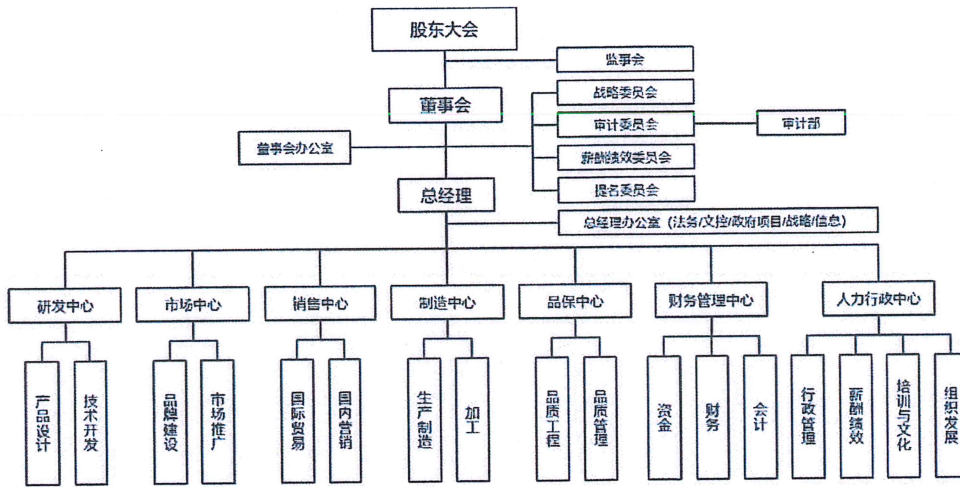 股东大会
监事会
董事会
战略委员会
审计委员会
审计部
董事会办公室
薪酬绩效委员会
提名委员会
总经理
总经理办公室（法务/文控/政府项目/战略/信息）
研发中心
市场中心
销售中心
制造中心
品保中心
财务管理中心
人力行政中心
产品设计
技术开发
品牌建设
市场推广
国际贸易
国内营销
生产制造
加工
品质工程
品质管理
资金
财务
会计
行政管理
薪酬绩效
培训与文化
组织发展